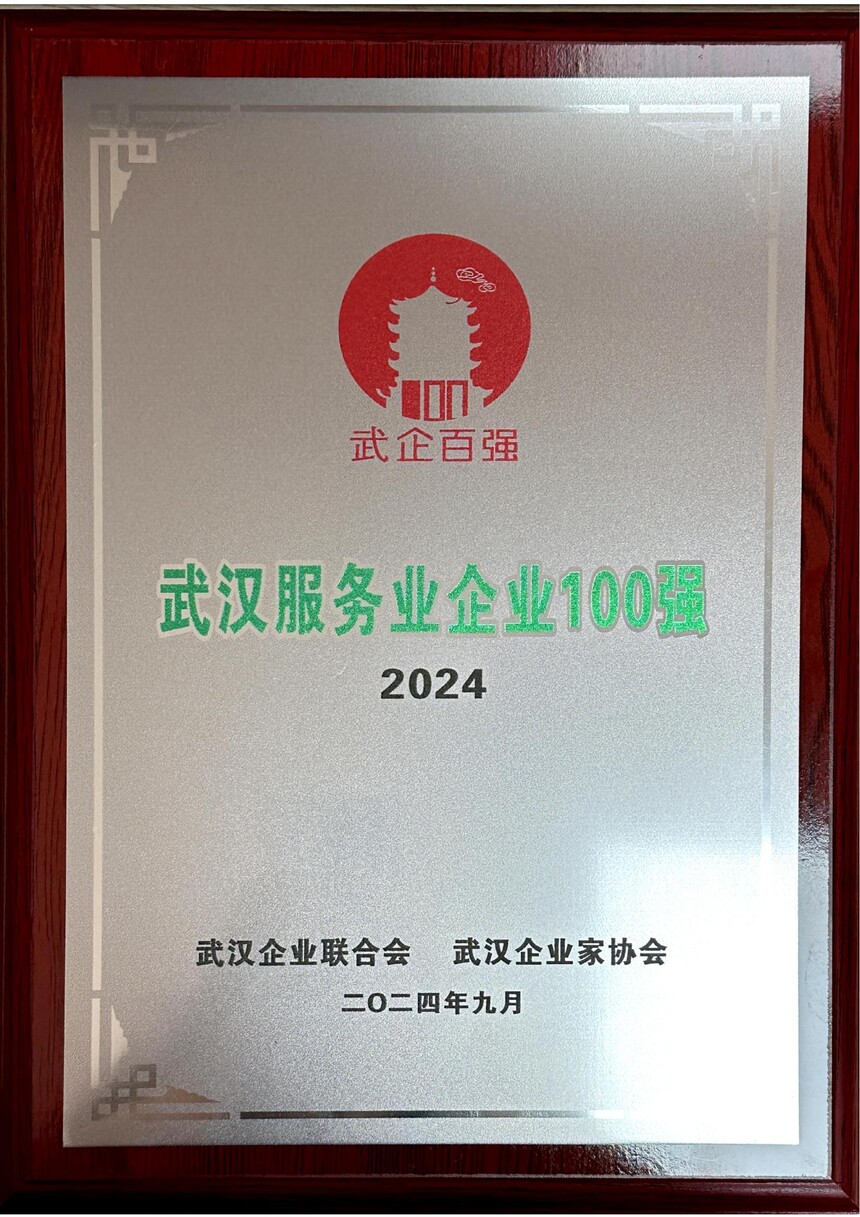 100
武企百强
武汉服务业企业100强
2024
武汉企业联合会 武汉企业家协会
二〇二四年九月